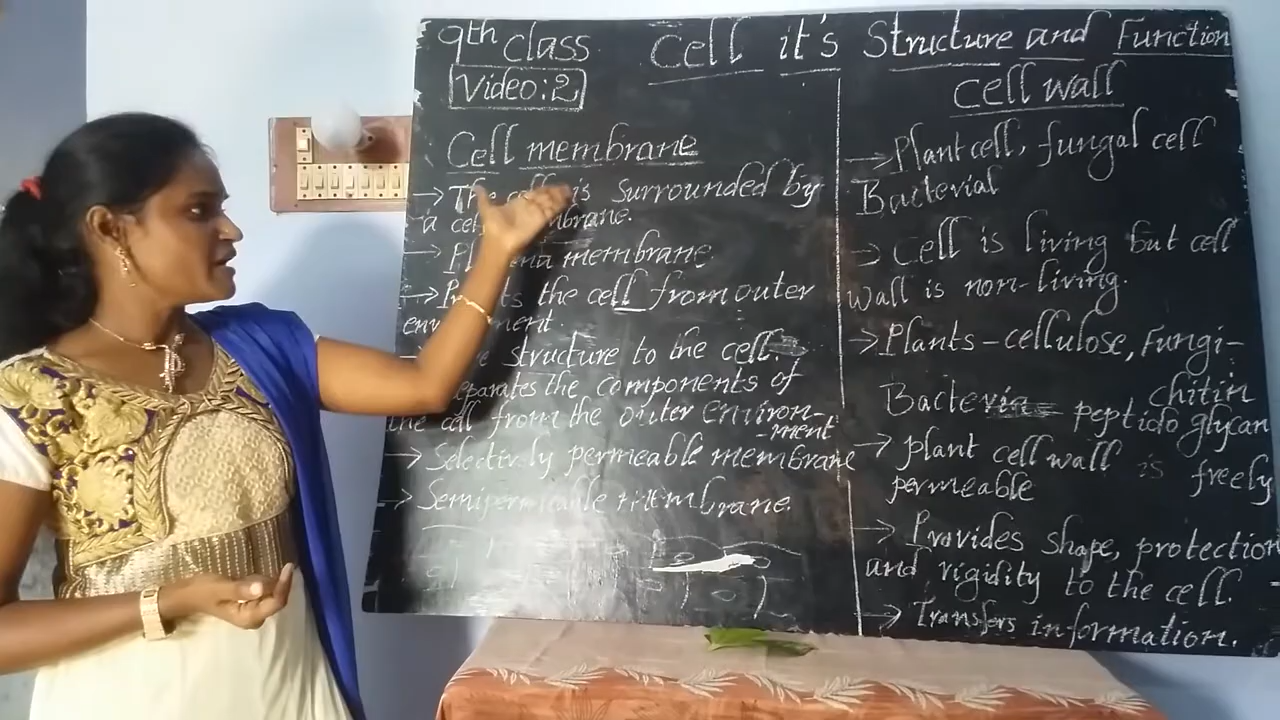 9th class Cell it's Structure and Function
Video:2
Cell membrane
→ The cell is Surrounded by
a cell membrane.
→ Plasma membrane
→ the cell from outer
environment.
structure to the cell.
separates the components of
the cell from the outer environ-
-ment
→ Selectively permeable membrane
→ Semipermeable membrane.
Cell wall
→ Plant cell, fungal cell
Bacterial
→ Cell is living but cell
wall is non-living.
→ Plants - cellulose, Fungi -
chitin
Bacteria peptido glycan
→ plant cell wall is freely
permeable
→ Provides shape, protection
and rigidity to the cell.
→ Transfers information.